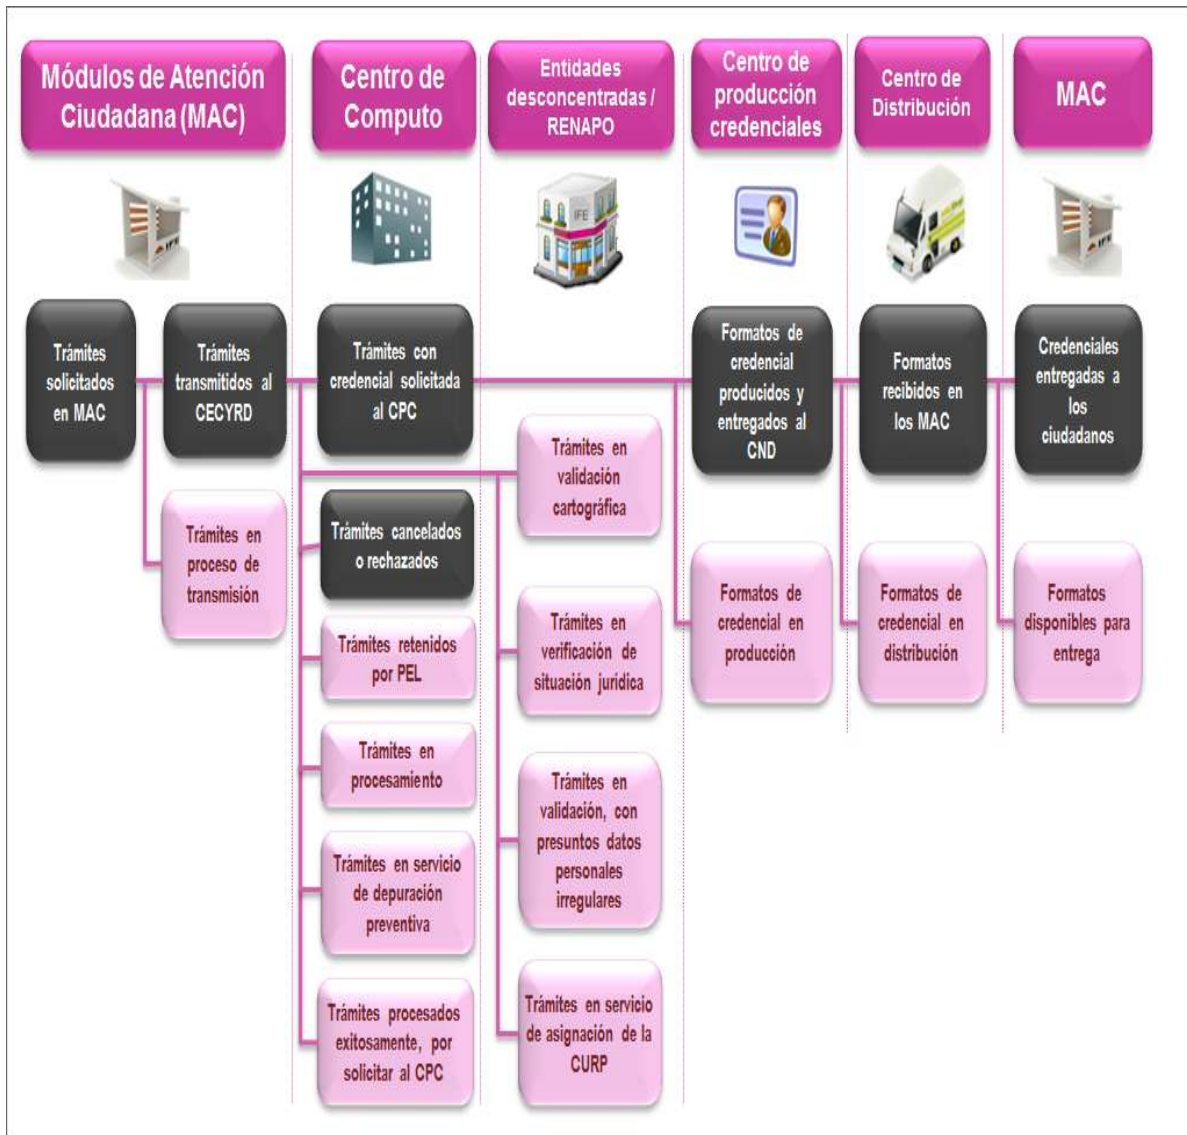 Módulos de Atención
Ciudadana (MAC)
Centro de
Computo
Entidades
desconcentradas /
RENAPO
Centro de
producción
credenciales
Centro de
Distribución
MAC
IFE
IFE
IFE
Trámites
solicitados
en MAC
Trámites
transmitidos al
CECYRD
Trámites en
proceso de
transmisión
Trámites con
credencial solicitada
al CPC
Trámites cancelados
o rechazados
Trámites retenidos
por PEL
Trámites en
procesamiento
Trámites en servicio
de depuración
preventiva
Trámites procesados
exitosamente, por
solicitar al CPC
Trámites en
validación
cartográfica
Trámites en
verificación de
situación jurídica
Trámites en
validación, con
presuntos datos
personales
irregulares
Trámites en servicio
de asignación de la
CURP
Formatos de
credencial
producidos y
entregados al
CND
Formatos de
credencial en
producción
Formatos
recibidos en
los MAC
Formatos de
credencial en
distribución
Credenciales
entregadas a
los
ciudadanos
Formatos
disponibles para
entrega